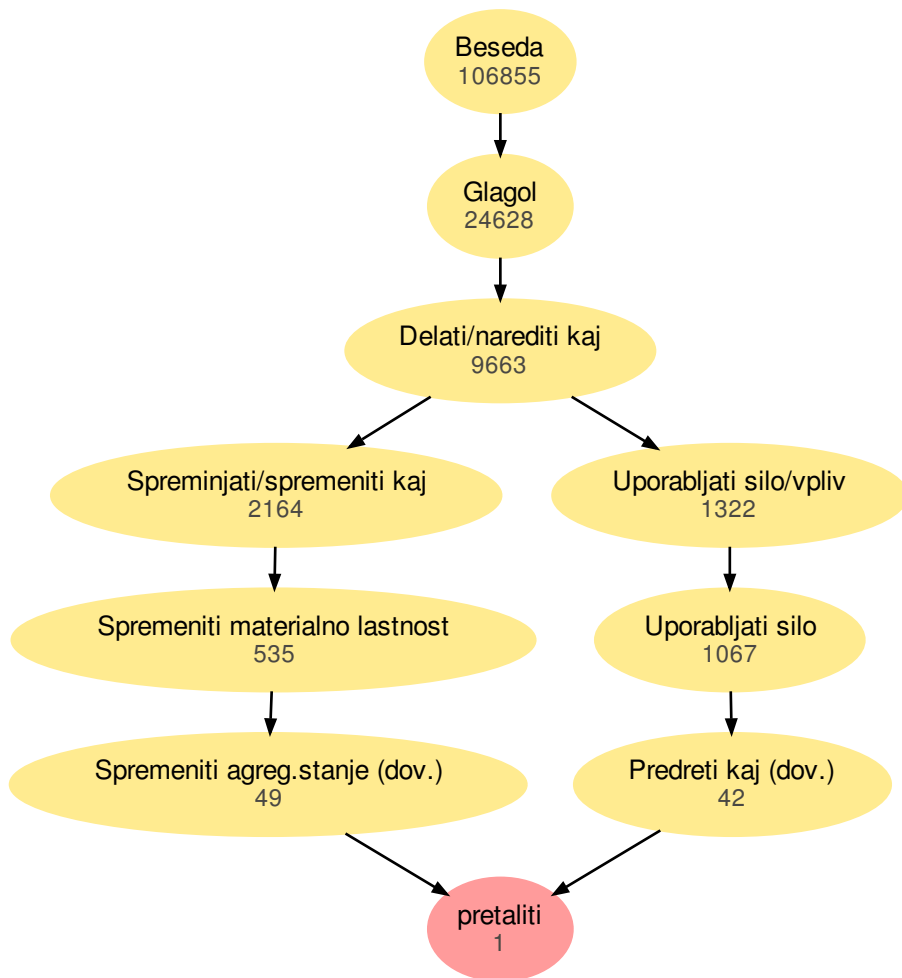 Beseda
106855
Glagol
24628
Delati/narediti kaj
9663
Spreminjati/spremeniti kaj
2164
Uporabljati silo/vpliv
1322
Spremeniti materialno lastnost
535
Uporabljati silo
1067
Spremeniti agreg.stanje (dov.)
49
Predreti kaj (dov.)
42
pretaliti
1